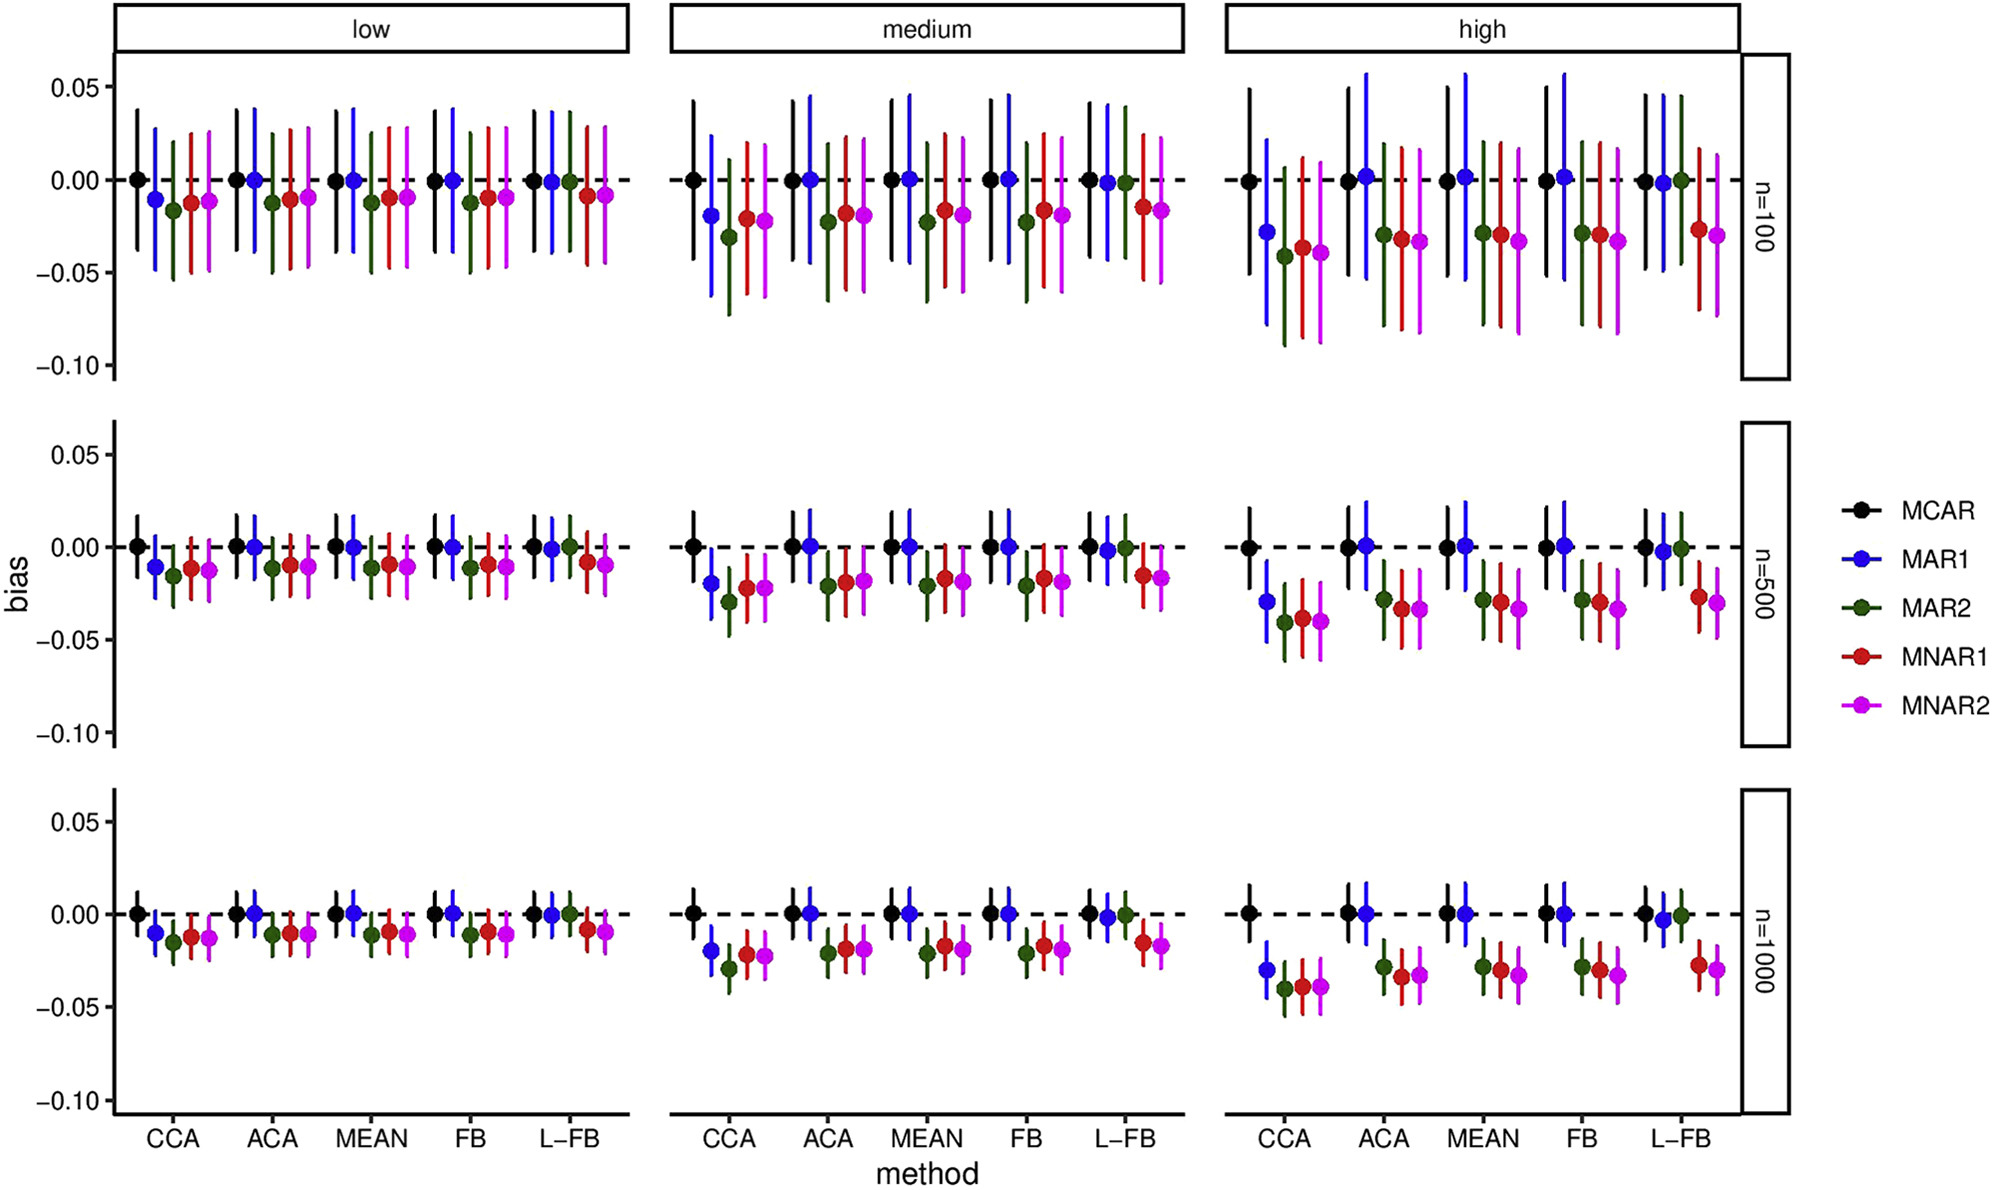 low medium high
0.05
0.00
−0.05
−0.10
n=100
0.05
0.00
−0.05
−0.10
n=500
0.05
0.00
−0.05
−0.10
n=1000
bias
CCA ACA MEAN FB L−FB CCA ACA MEAN FB L−FB CCA ACA MEAN FB L−FB
method
MCAR
MAR1
MAR2
MNAR1
MNAR2